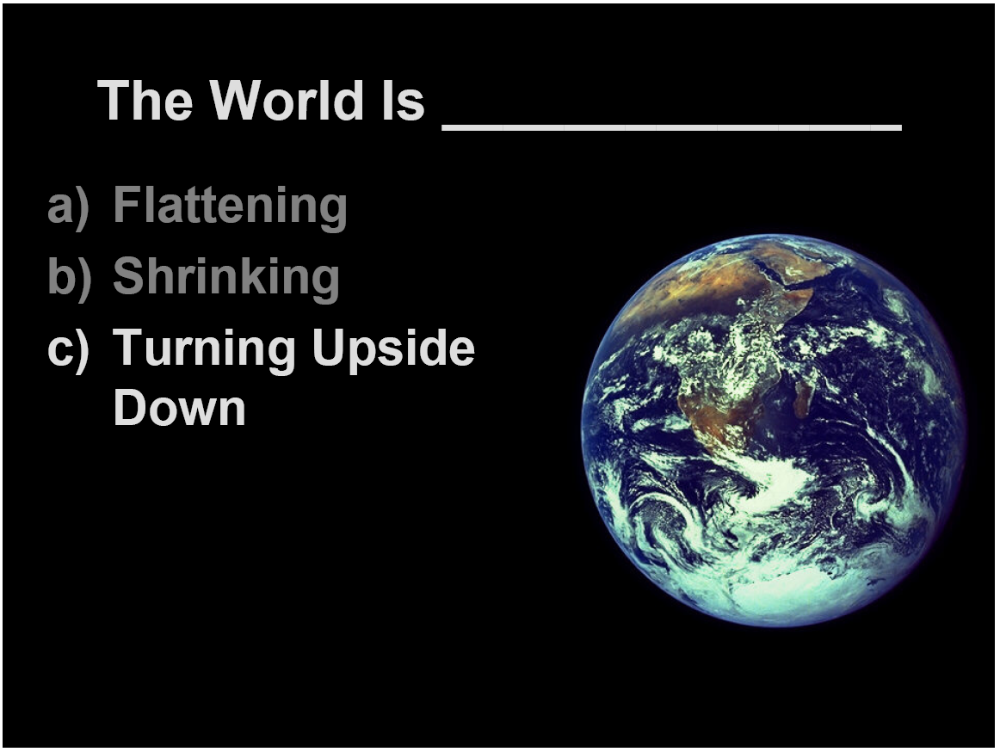 The World Is _______________
a) Flattening
b) Shrinking
c) Turning Upside
Down